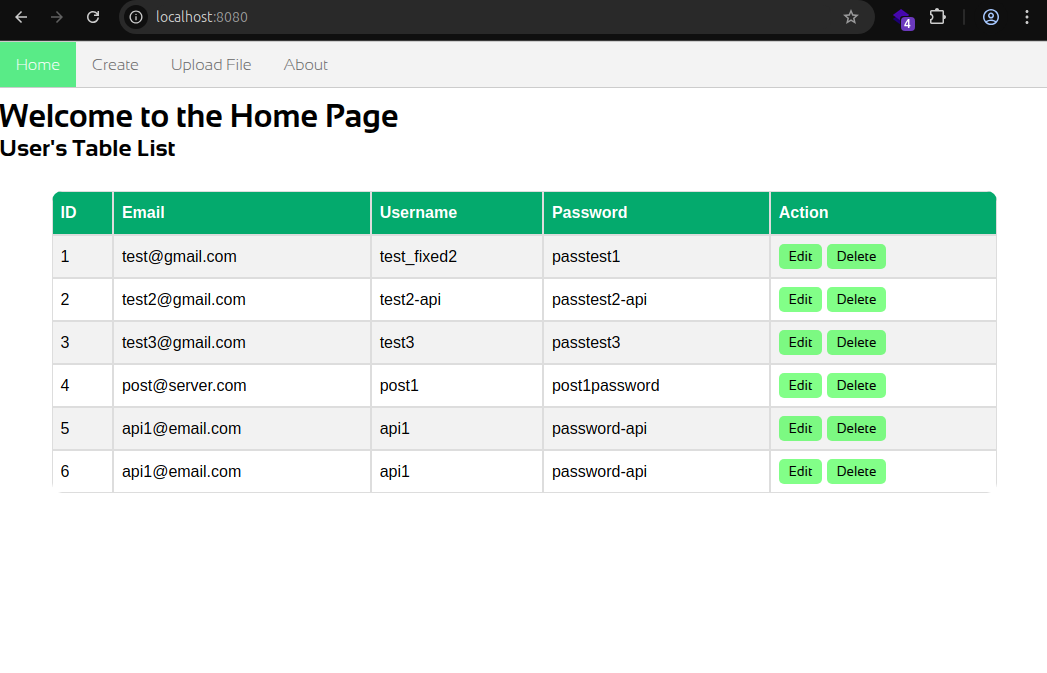 localhost:8080
4
Home Create Upload File About
Welcome to the Home Page
User's Table List
ID Email Username Password Action
1 test@gmail.com test_fixed2 passtest1 Edit Delete
2 test2@gmail.com test2-api passtest2-api Edit Delete
3 test3@gmail.com test3 passtest3 Edit Delete
4 post@server.com post1 post1password Edit Delete
5 api1@email.com api1 password-api Edit Delete
6 api1@email.com api1 password-api Edit Delete